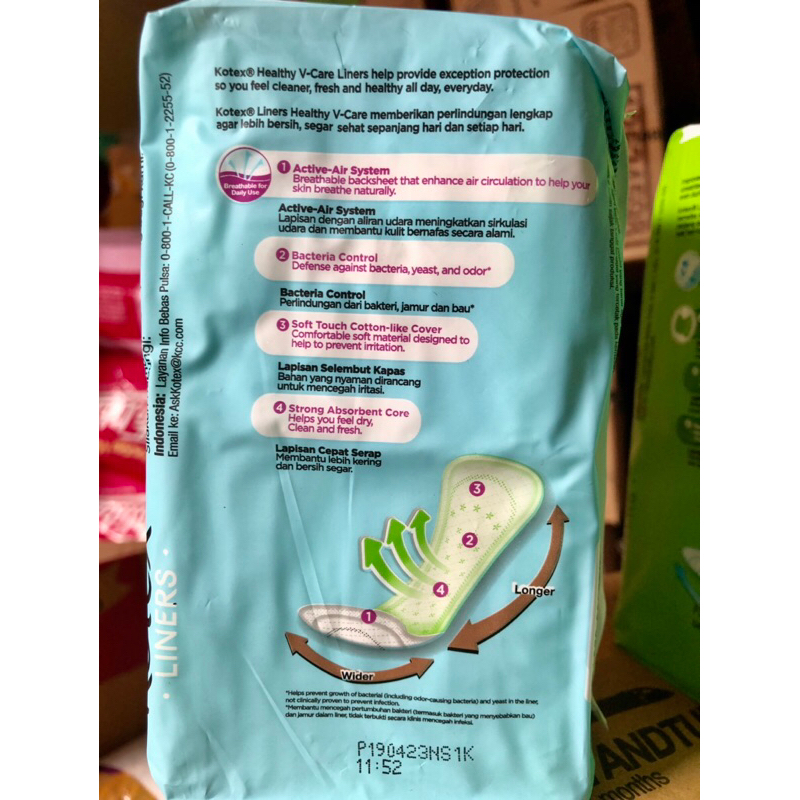 Kotex® Healthy V-Care Liners help provide exception protection
so you feel cleaner, fresh and healthy all day, everyday.
Kotex® Liners Healthy V-Care memberikan perlindungan lengkap
agar lebih bersih, segar sehat sepanjang hari dan setiap hari.
Breathable for
Daily Use
1 Active-Air System
Breathable backsheet that enhance air circulation to help your
skin breathe naturally.
Active-Air System
Lapisan dengan aliran udara meningkatkan sirkulasi
udara dan membantu kulit bernafas secara alami.
2 Bacteria Control
Defense against bacteria, yeast, and odor*
Bacteria Control
Perlindungan dari bakteri, jamur dan bau*
3 Soft Touch Cotton-like Cover
Comfortable soft material designed to
help to prevent irritation.
Lapisan Selembut Kapas
Bahan yang nyaman dirancang
untuk mencegah iritasi.
4 Strong Absorbent Core
Helps you feel dry,
Clean and fresh.
Lapisan Cepat Serap
Membantu lebih kering
dan bersih segar.
3
2
4
1
Longer
Wider
*Helps prevent growth of bacterial (including odor-causing bacteria) and yeast in the liner,
not clinically proven to prevent infection.
*Membantu mencegah pertumbuhan bakteri (termasuk bakteri yang menyebabkan bau)
dan jamur dalam liner, tidak terbukti secara klinis mencegah infeksi.
P190423NS1K
11:52
Indonesia: Layanan Info Bebas Pulsa: 0-800-1-CALL-KC (0-800-1-2255-52)
Email ke: AskKotex@kcc.com
· LINERS ·
months